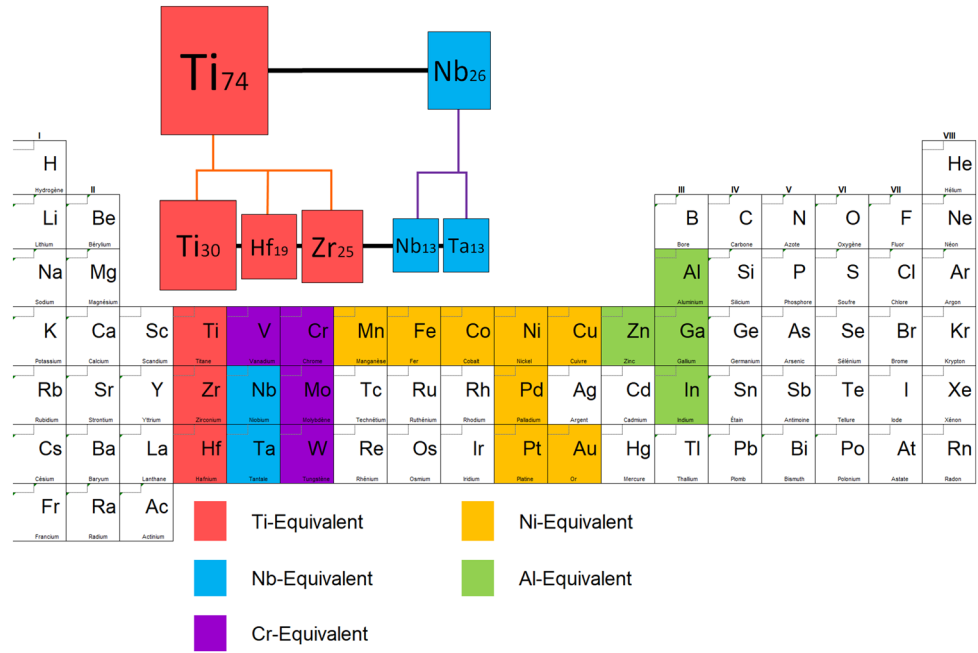 Ti74
Nb26
Ti30 Hf19 Zr25 Nb13 Ta13
I VIII
H He
Hydrogène Hélium
II III IV V VI VII
Li Be B C N O F Ne
Lithium Bérylium Bore Carbone Azote Oxygène Fluor Néon
Na Mg Al Si P S Cl Ar
Sodium Magnésium Aluminium Silicium Phosphore Soufre Chlore Argon
K Ca Sc Ti V Cr Mn Fe Co Ni Cu Zn Ga Ge As Se Br Kr
Potassium Calcium Scandium Titane Vanadium Chrome Manganèse Fer Cobalt Nickel Cuivre Zinc Gallium Germanium Arsenic Sélénium Brome Krypton
Rb Sr Y Zr Nb Mo Tc Ru Rh Pd Ag Cd In Sn Sb Te I Xe
Rubidium Strontium Yttrium Zirconium Niobium Molybdène Technétium Ruthénium Rhodium Palladium Argent Cadmium Indium Étain Antimoine Tellure Iode Xénon
Cs Ba La Hf Ta W Re Os Ir Pt Au Hg Tl Pb Bi Po At Rn
Césium Baryum Lanthane Hafnium Tantale Tungstène Rhénium Osmium Iridium Platine Or Mercure Thallium Plomb Bismuth Polonium Astate Radon
Fr Ra Ac
Francium Radium Actinium
Ti-Equivalent Ni-Equivalent
Nb-Equivalent Al-Equivalent
Cr-Equivalent